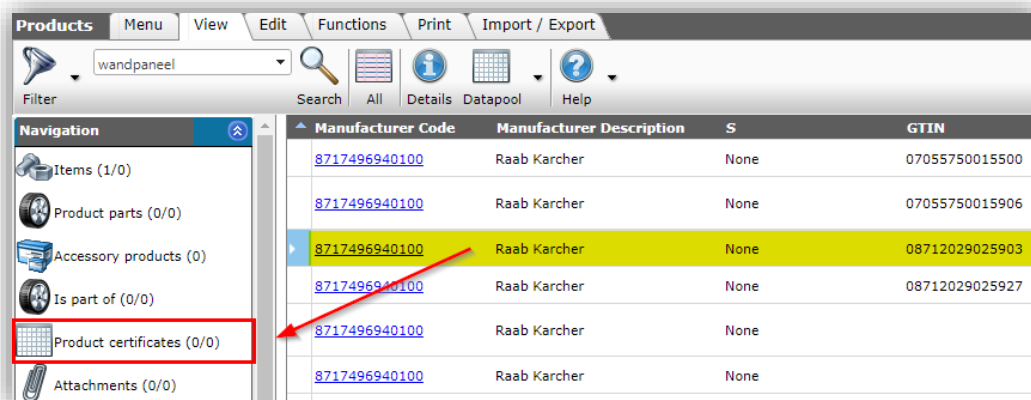 Products Menu View Edit Functions Print Import / Export
wandpaneel
Filter Search All Details Datapool Help
Navigation
Items (1/0)
Product parts (0/0)
Accessory products (0)
Is part of (0/0)
Product certificates (0/0)
Attachments (0/0)
Manufacturer Code Manufacturer Description S GTIN
8717496940100 Raab Karcher None 07055750015500
8717496940100 Raab Karcher None 07055750015906
8717496940100 Raab Karcher None 08712029025903
8717496940100 Raab Karcher None 08712029025927
8717496940100 Raab Karcher None
8717496940100 Raab Karcher None